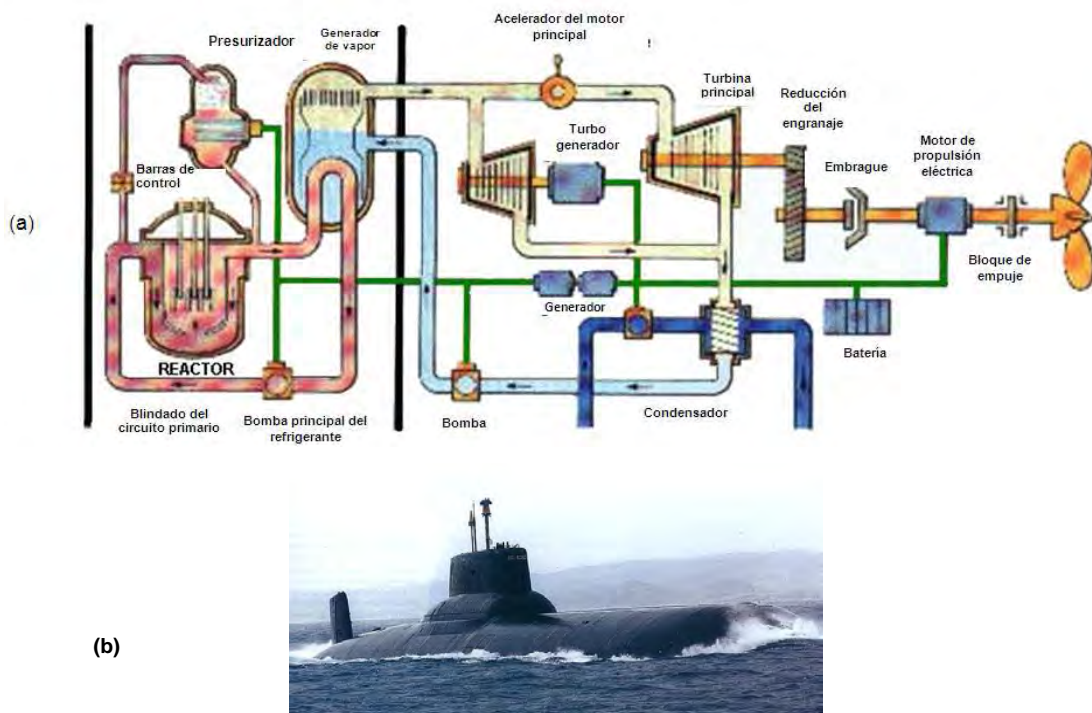 Acelerador del motor
principal
!
Presurizador
Generador
de vapor
Turbina
principal
Reducción
del
engranaje
Turbo
generador
Embrague
Motor de
propulsión
eléctrica
Barras de
control
(a)
Bloque de
empuje
Generador
Batería
REACTOR
Blindado del
circuito primario
Bomba principal del
refrigerante
Bomba
Condensador
(b)